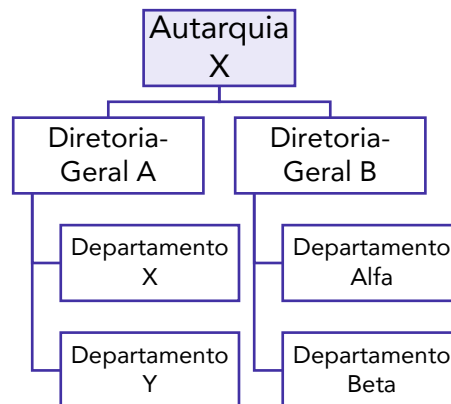 Autarquia
X
Diretoria-
Geral A
Diretoria-
Geral B
Departamento
X
Departamento
Alfa
Departamento
Y
Departamento
Beta